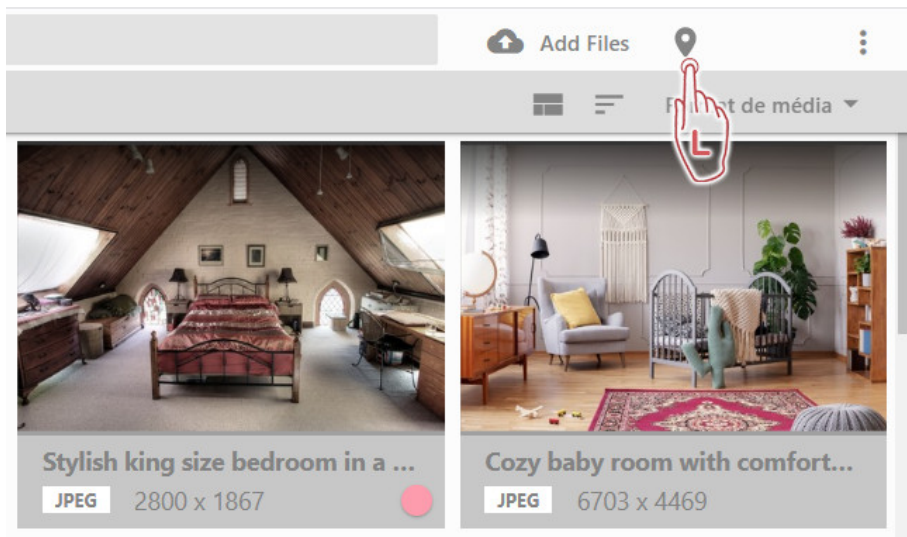 Add Files
L
de média
Stylish king size bedroom in a ...
JPEG 2800 x 1867
Cozy baby room with comfort...
JPEG 6703 x 4469